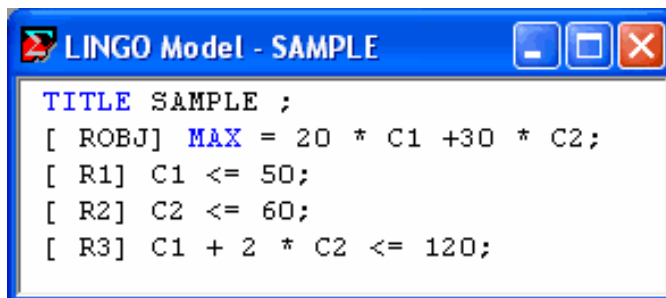 LINGO Model - SAMPLE
TITLE SAMPLE ;
[ ROBJ] MAX = 20 * C1 +30 * C2;
[ R1] C1 <= 50;
[ R2] C2 <= 60;
[ R3] C1 + 2 * C2 <= 120;